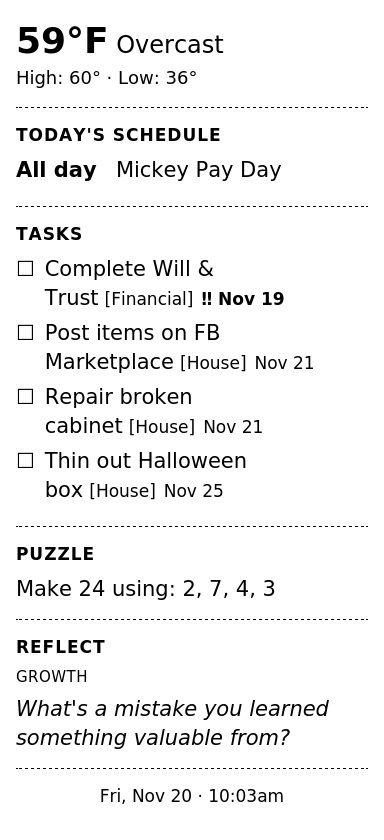 59°F Overcast
High: 60° · Low: 36°
TODAY'S SCHEDULE
All day Mickey Pay Day
TASKS
☐ Complete Will &
Trust [Financial] ‼ Nov 19
☐ Post items on FB
Marketplace [House] Nov 21
☐ Repair broken
cabinet [House] Nov 21
☐ Thin out Halloween
box [House] Nov 25
PUZZLE
Make 24 using: 2, 7, 4, 3
REFLECT
GROWTH
What's a mistake you learned
something valuable from?
Fri, Nov 20 · 10:03am